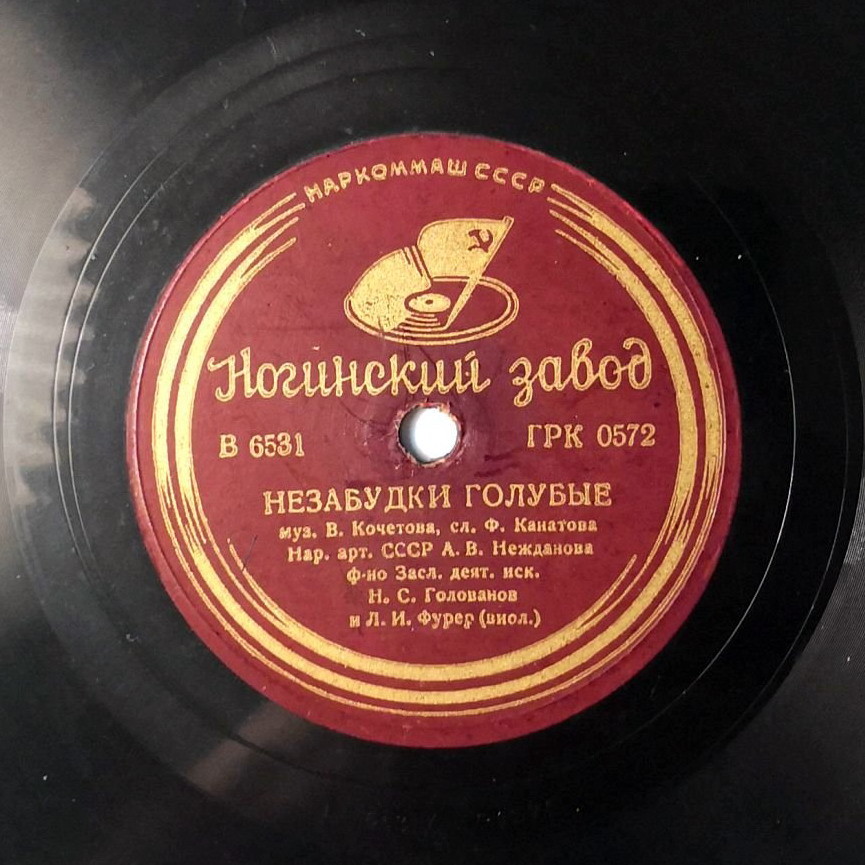 НАРКОММАШ СССР
Ногинский завод
В 6531 ГРК 0572
НЕЗАБУДКИ ГОЛУБЫЕ
муз. В. Кочетова, сл. Ф. Канатова
Нар. арт. СССР А. В. Нежданова
ф-но Засл. деят. иск.
Н. С. Голованов
и Л. И. Фурер (виол.)